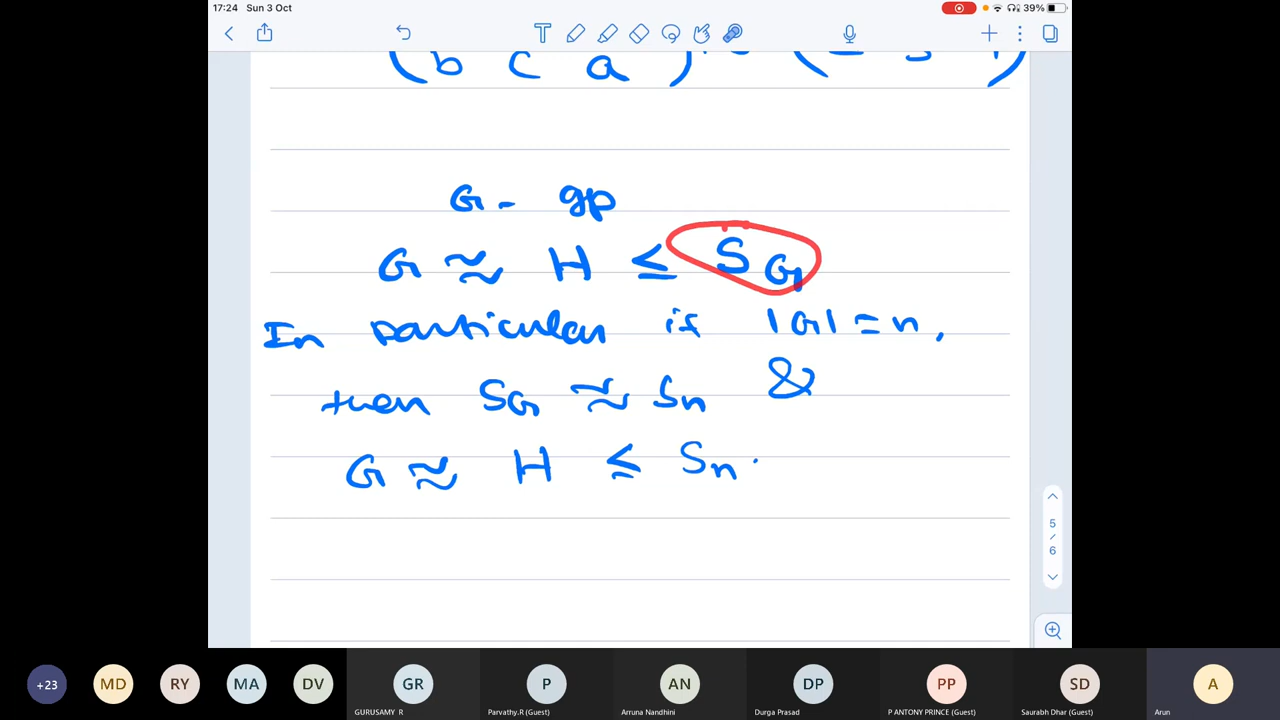 17:24 Sun 3 Oct
39%
T
b c a
G - gp
G ≈ H ≤ S_G
In particular if |G| = n,
then S_G ≈ S_n &
G ≈ H ≤ S_n.
5
/
6
+23
MD
RY
MA
DV
GR
P
AN
DP
PP
SD
A
GURUSAMY R
Parvathy.R (Guest)
Arruna Nandhini
Durga Prasad
P ANTONY PRINCE (Guest)
Saurabh Dhar (Guest)
Arun